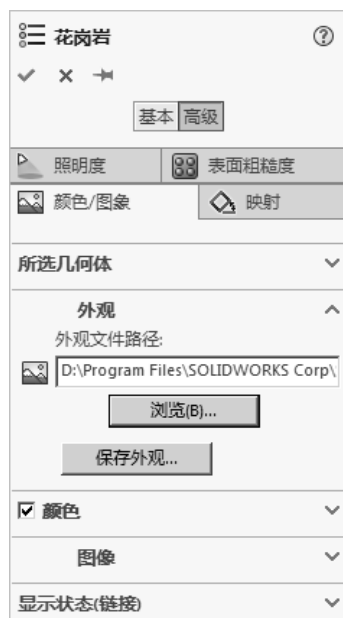 花岗岩
基本 高级
照明度 表面粗糙度
颜色/图象 映射
所选几何体
外观
外观文件路径:
D:\Program Files\SOLIDWORKS Corp\
浏览(B)...
保存外观...
颜色
图像
显示状态(链接)